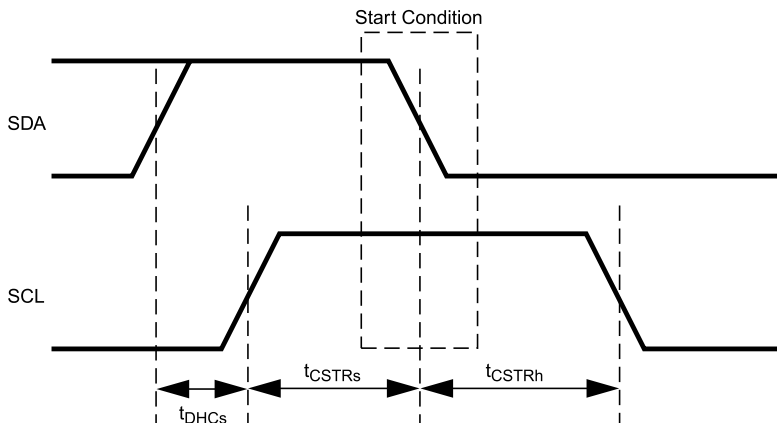 Start Condition
SDA
SCL
tCSTRs
tCSTRh
tDHCs